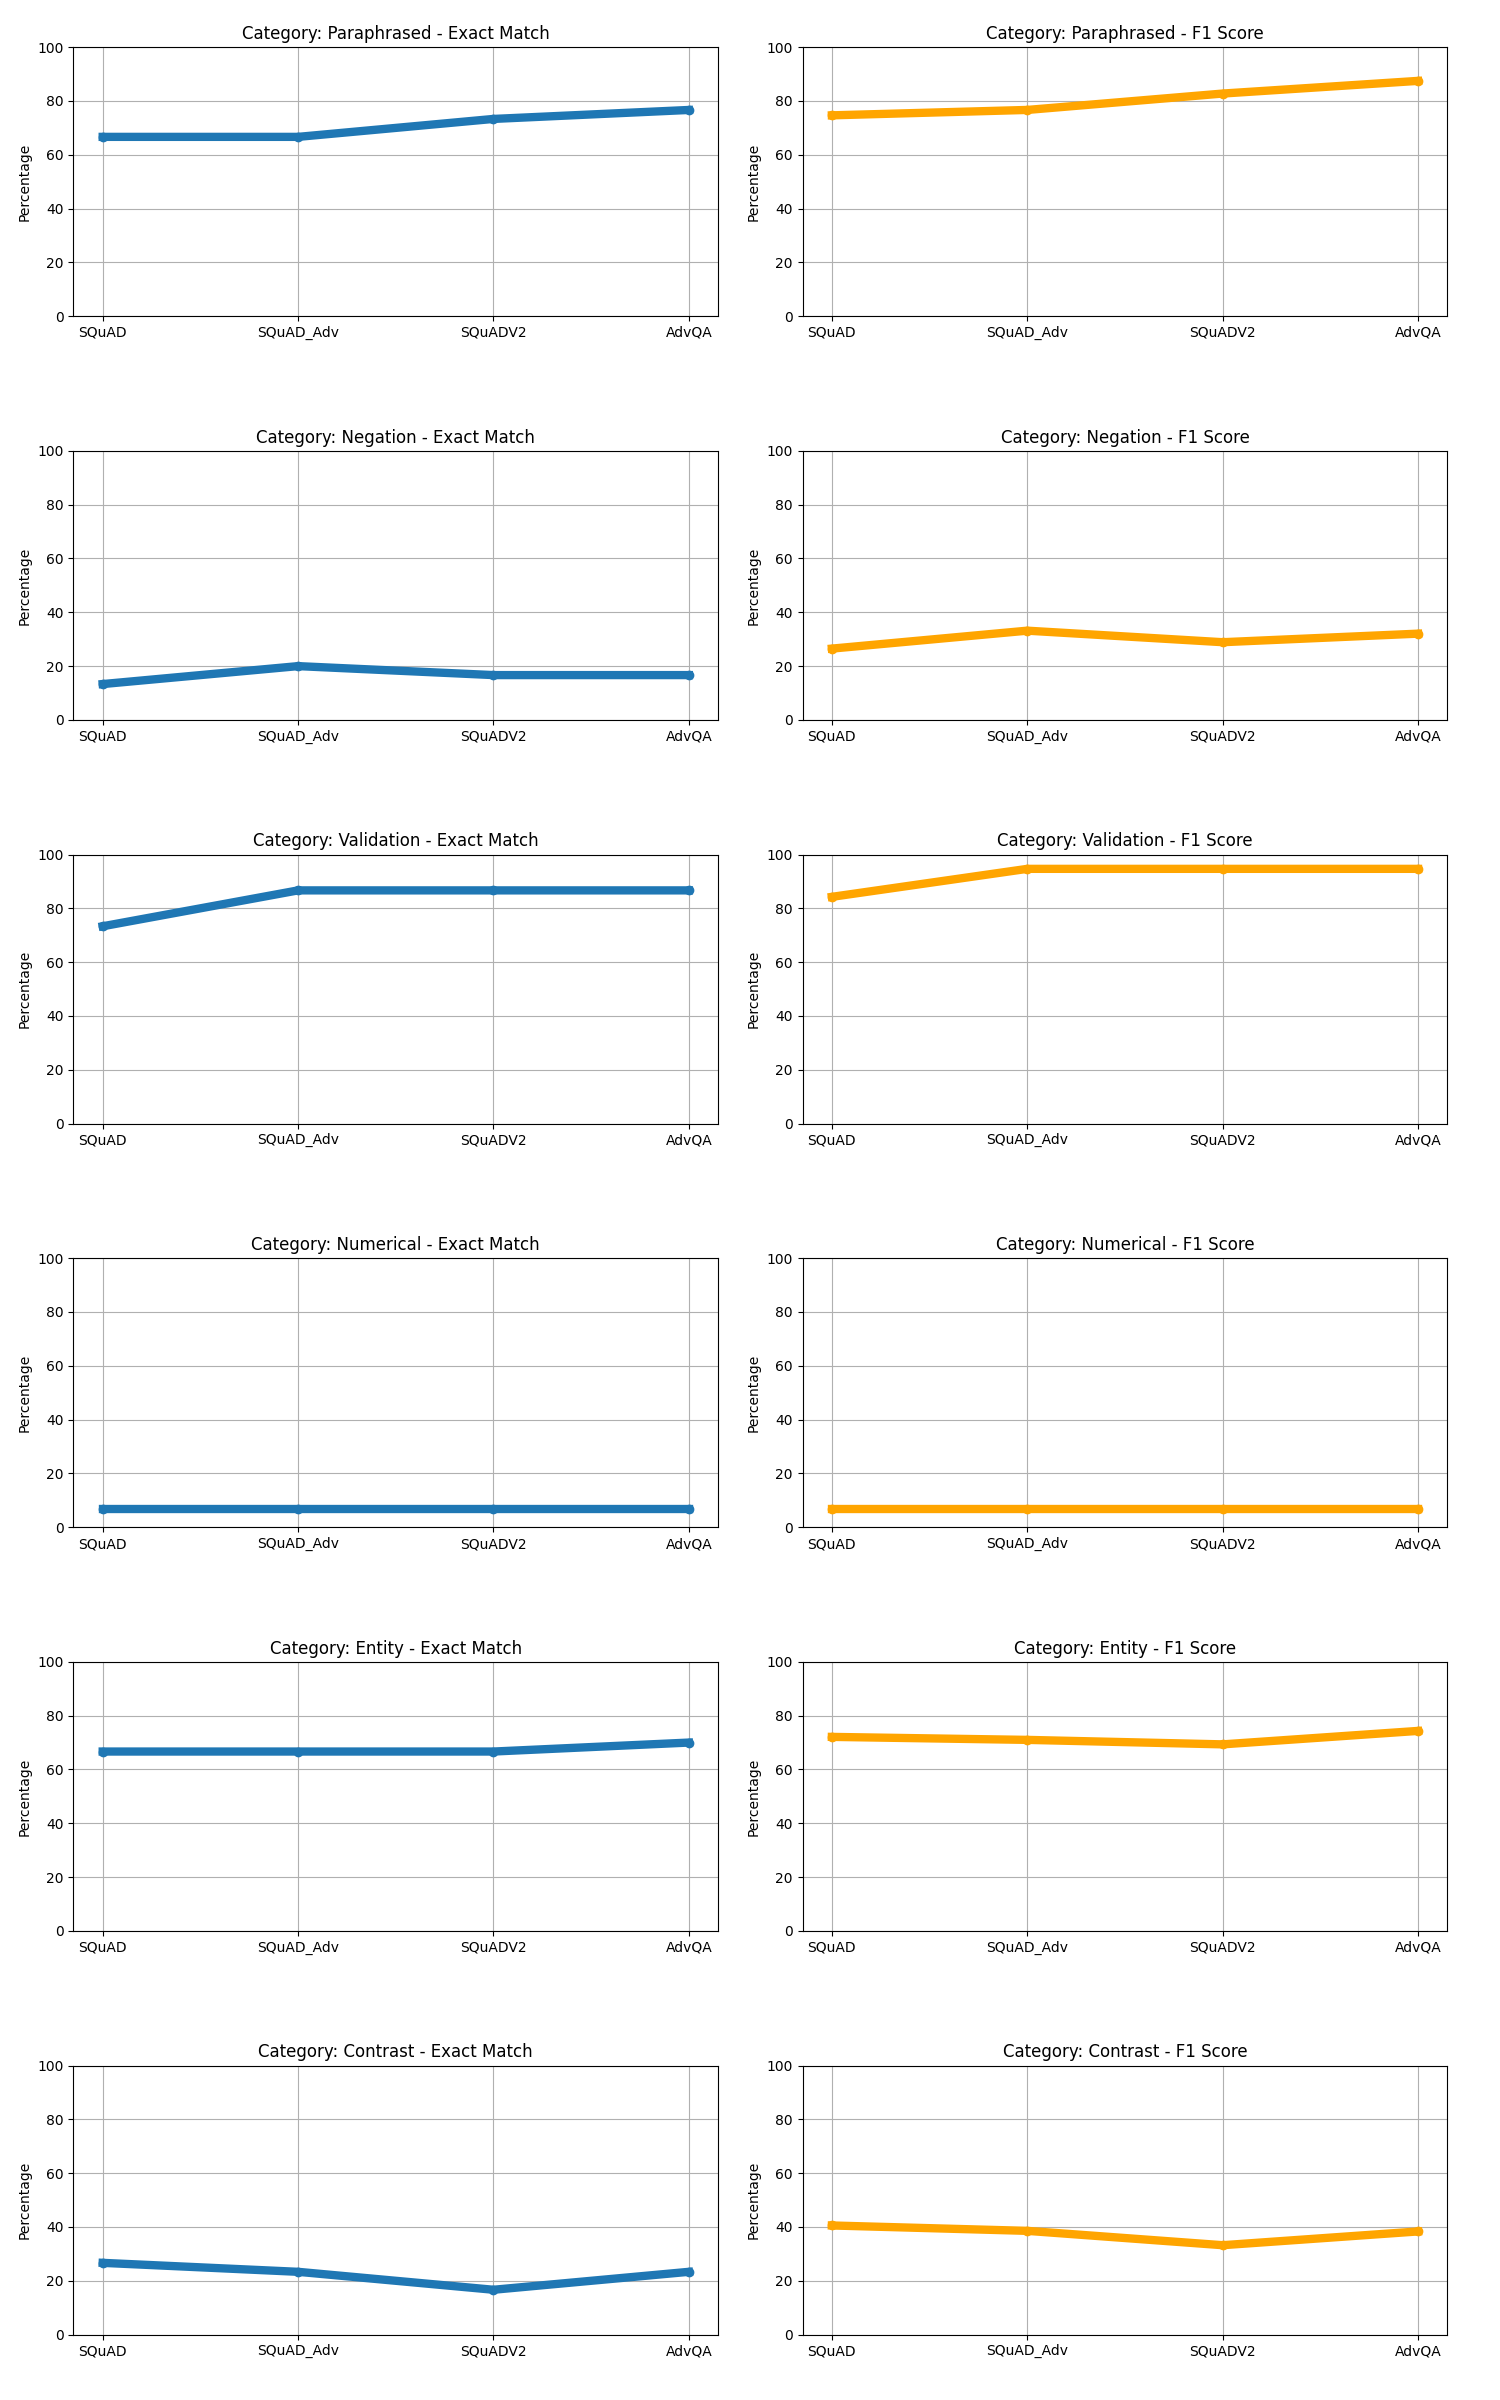 Category: Paraphrased - Exact Match
Percentage
100
80
60
40
20
0
SQuAD SQuAD_Adv SQuADV2 AdvQA
Category: Paraphrased - F1 Score
Percentage
100
80
60
40
20
0
SQuAD SQuAD_Adv SQuADV2 AdvQA
Category: Negation - Exact Match
Percentage
100
80
60
40
20
0
SQuAD SQuAD_Adv SQuADV2 AdvQA
Category: Negation - F1 Score
Percentage
100
80
60
40
20
0
SQuAD SQuAD_Adv SQuADV2 AdvQA
Category: Validation - Exact Match
Percentage
100
80
60
40
20
0
SQuAD SQuAD_Adv SQuADV2 AdvQA
Category: Validation - F1 Score
Percentage
100
80
60
40
20
0
SQuAD SQuAD_Adv SQuADV2 AdvQA
Category: Numerical - Exact Match
Percentage
100
80
60
40
20
0
SQuAD SQuAD_Adv SQuADV2 AdvQA
Category: Numerical - F1 Score
Percentage
100
80
60
40
20
0
SQuAD SQuAD_Adv SQuADV2 AdvQA
Category: Entity - Exact Match
Percentage
100
80
60
40
20
0
SQuAD SQuAD_Adv SQuADV2 AdvQA
Category: Entity - F1 Score
Percentage
100
80
60
40
20
0
SQuAD SQuAD_Adv SQuADV2 AdvQA
Category: Contrast - Exact Match
Percentage
100
80
60
40
20
0
SQuAD SQuAD_Adv SQuADV2 AdvQA
Category: Contrast - F1 Score
Percentage
100
80
60
40
20
0
SQuAD SQuAD_Adv SQuADV2 AdvQA